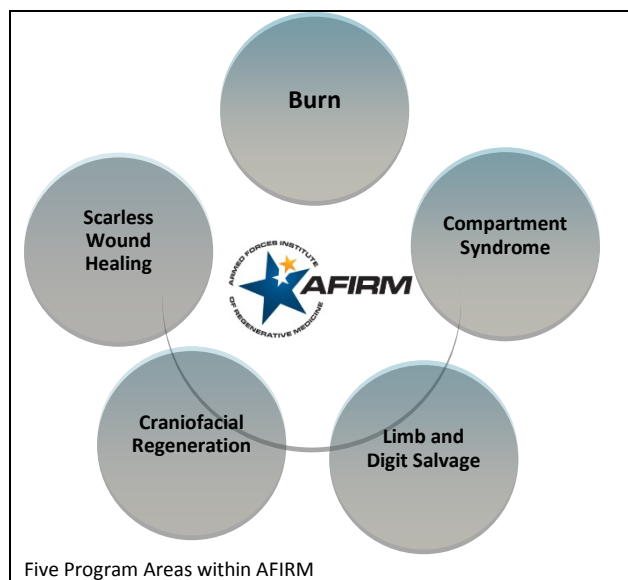 Burn
Scarless
Wound
Healing
Compartment
Syndrome
ARMED FORCES INSTITUTE
AFIRM
OF REGENERATIVE MEDICINE
Craniofacial
Regeneration
Limb and
Digit Salvage
Five Program Areas within AFIRM